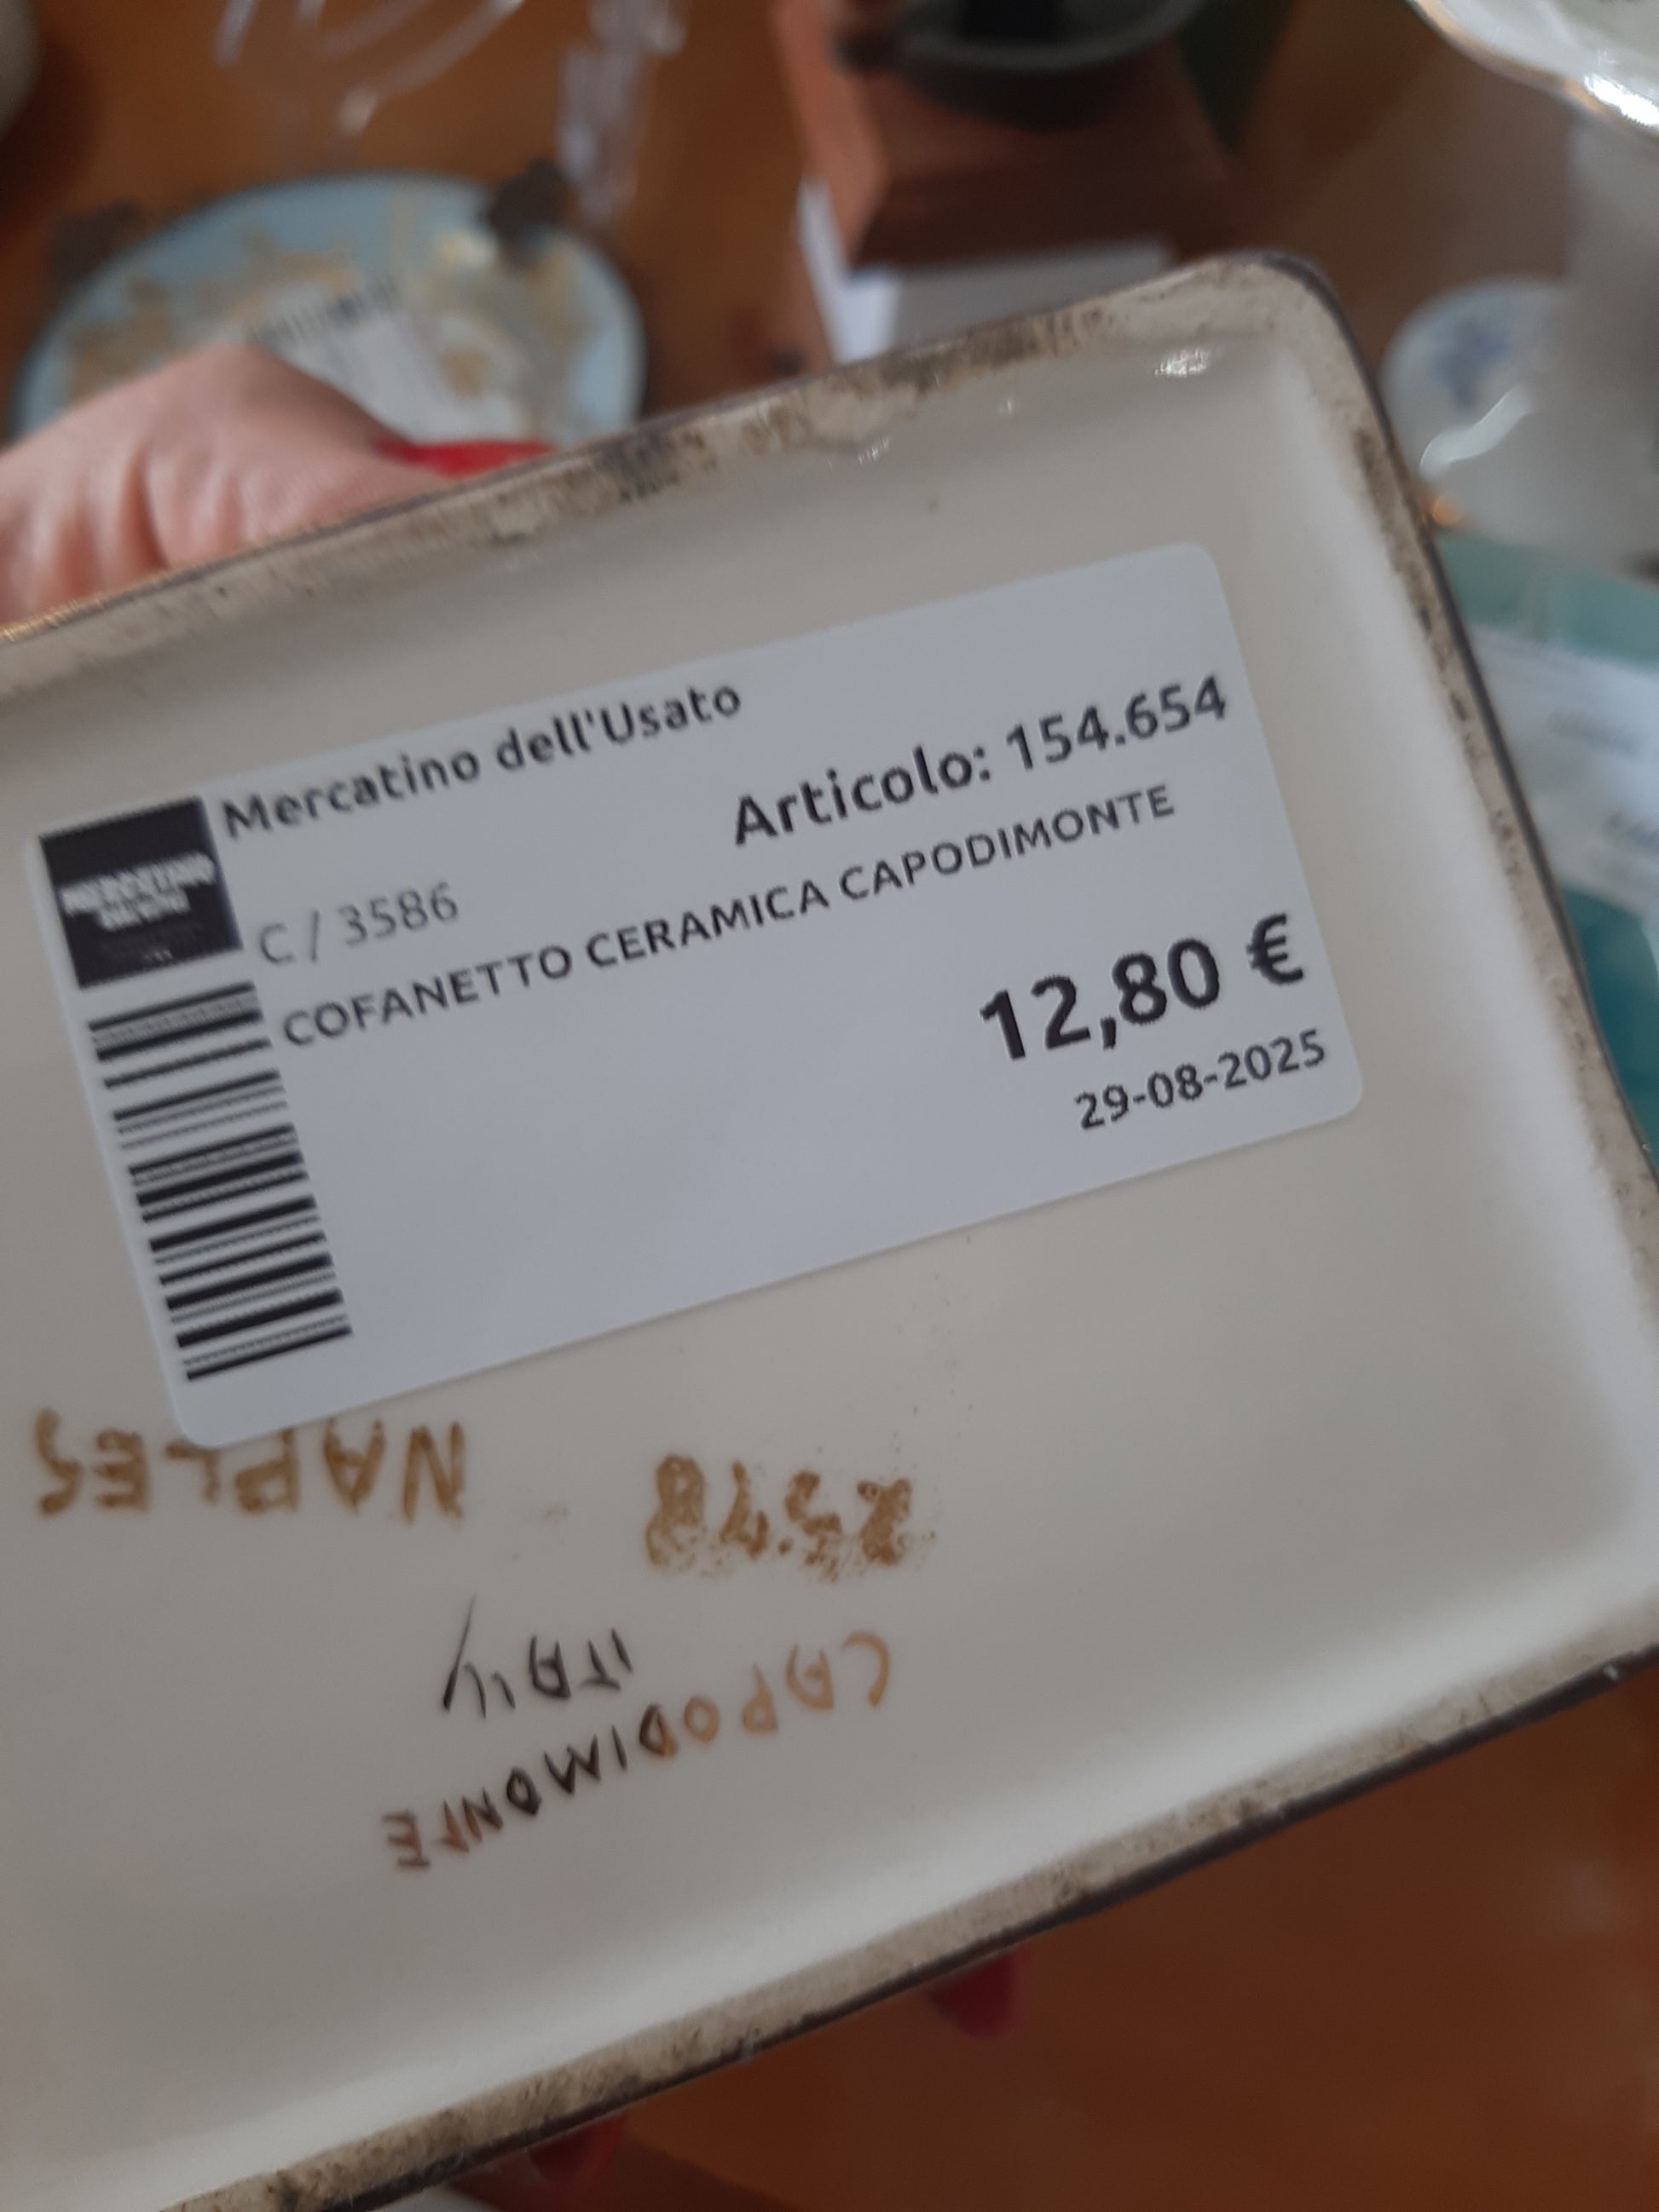 Mercatino dell'Usato
Articolo: 154.654
C / 3586
COFANETTO CERAMICA CAPODIMONTE
12,80 €
29-08-2025
CAPODIMONTE
ITALY
NAPLES